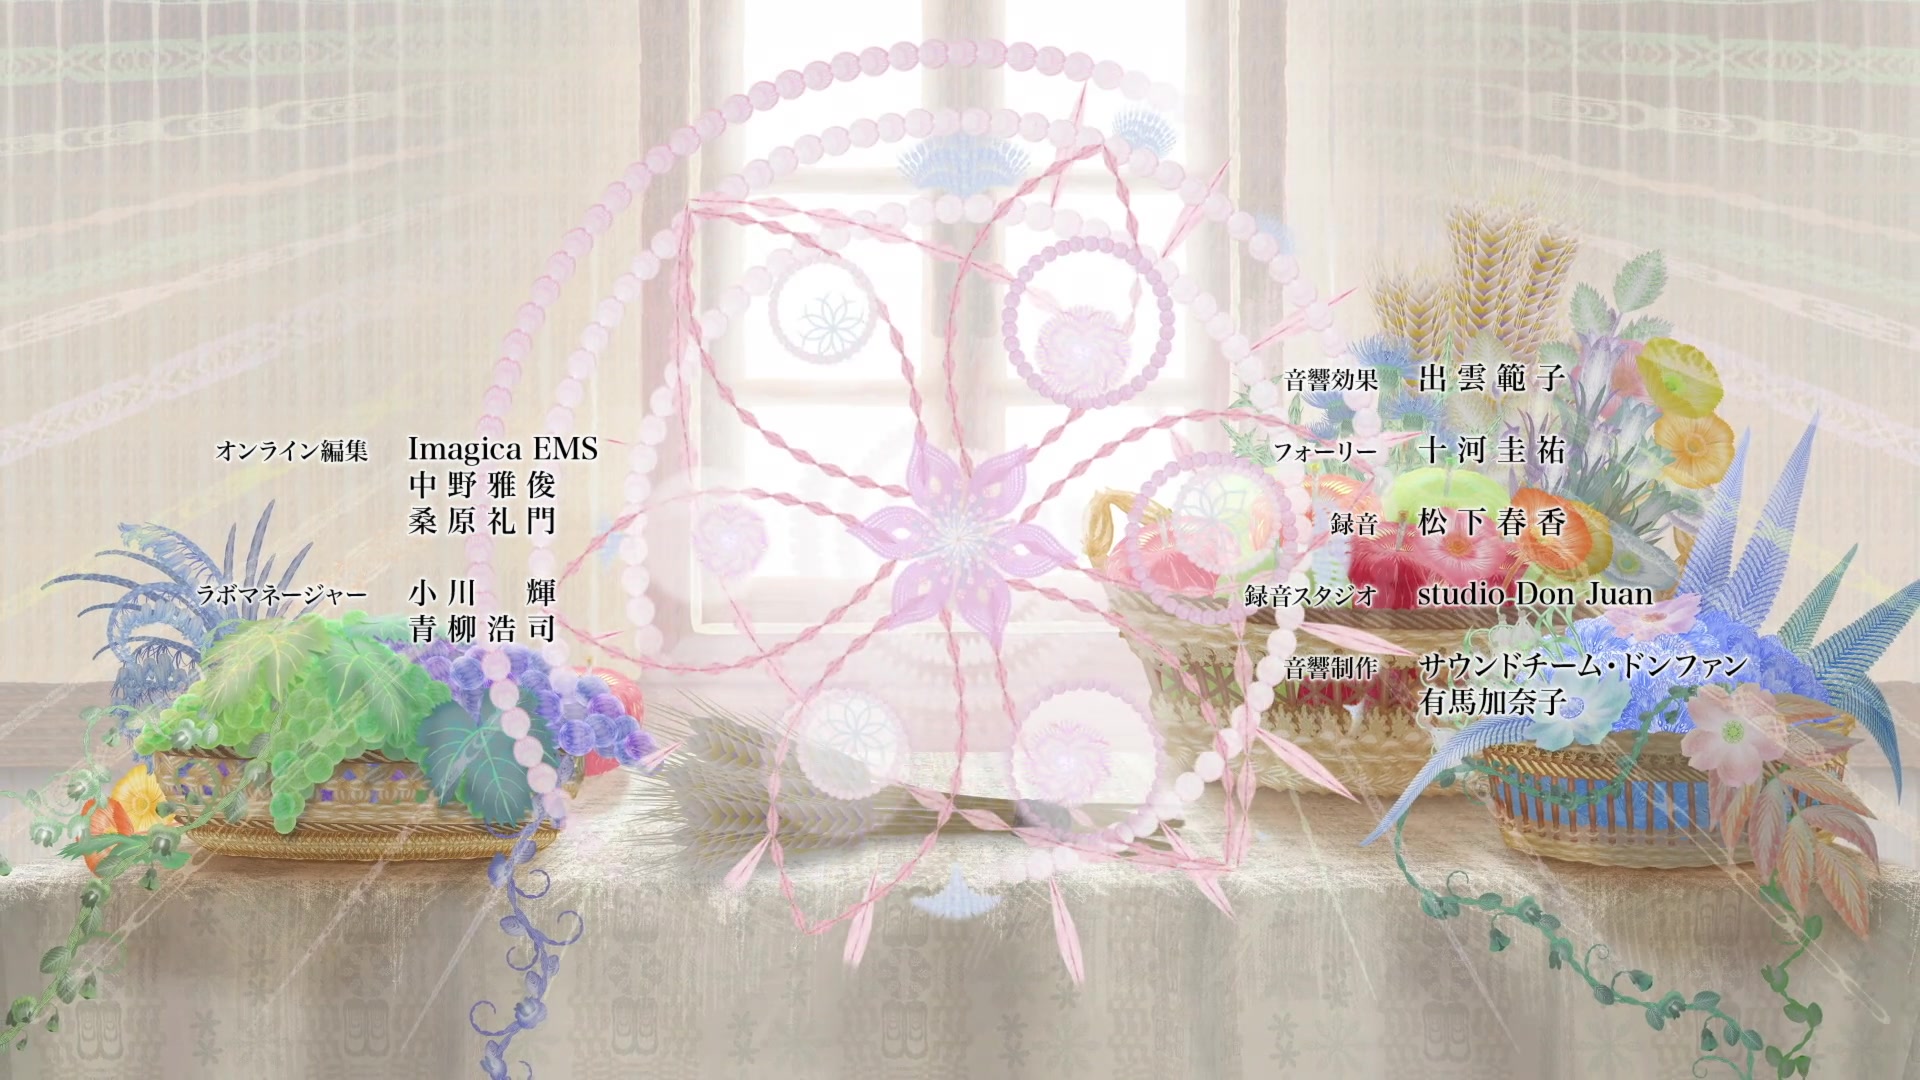 オンライン編集 Imagica EMS
中野雅俊
桑原礼門
ラボマネージャー 小川 輝
青柳浩司
音響効果 出雲範子
フォーリー 十河圭祐
録音 松下春香
録音スタジオ studio Don Juan
音響制作 サウンドチーム・ドンファン
有馬加奈子